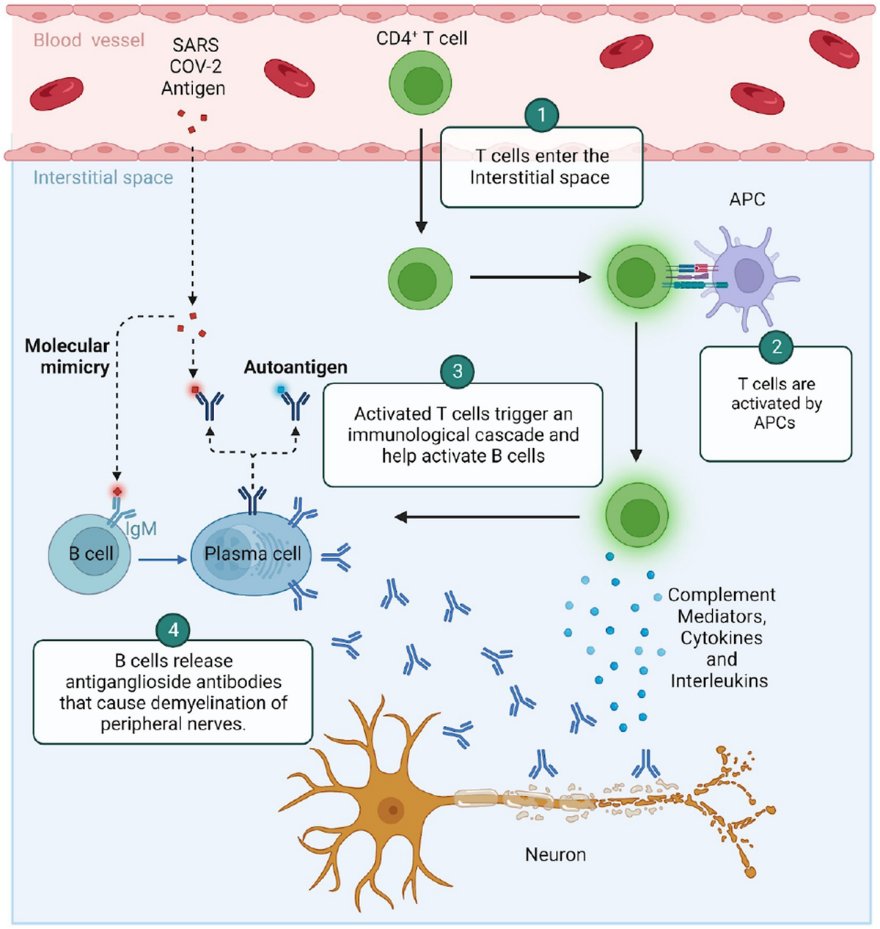 Blood vessel
SARS
COV-2
Antigen
CD4⁺ T cell
1
T cells enter the
Interstitial space
Interstitial space
APC
2
T cells are
activated by
APCs
Molecular
mimicry
Autoantigen
3
Activated T cells trigger an
immunological cascade and
help activate B cells
IgM
B cell
Plasma cell
Complement
Mediators,
Cytokines
and
Interleukins
4
B cells release
antiganglioside antibodies
that cause demyelination of
peripheral nerves.
Neuron